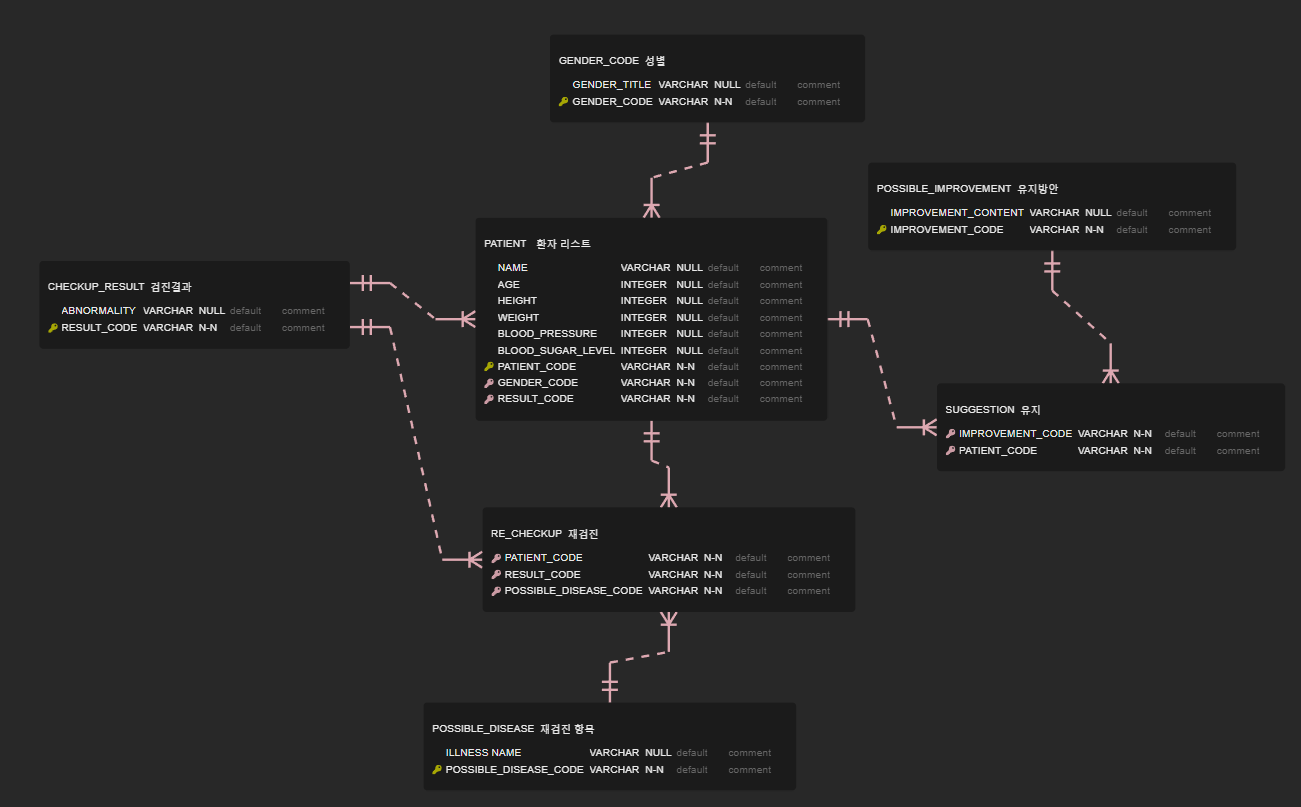 GENDER_CODE 성별
GENDER_TITLE VARCHAR NULL default comment
GENDER_CODE VARCHAR N-N default comment
POSSIBLE_IMPROVEMENT 유지방안
IMPROVEMENT_CONTENT VARCHAR NULL default comment
IMPROVEMENT_CODE VARCHAR N-N default comment
PATIENT 환자 리스트
NAME VARCHAR NULL default comment
AGE INTEGER NULL default comment
HEIGHT INTEGER NULL default comment
WEIGHT INTEGER NULL default comment
BLOOD_PRESSURE INTEGER NULL default comment
BLOOD_SUGAR_LEVEL INTEGER NULL default comment
PATIENT_CODE VARCHAR N-N default comment
GENDER_CODE VARCHAR N-N default comment
RESULT_CODE VARCHAR N-N default comment
CHECKUP_RESULT 검진결과
ABNORMALITY VARCHAR NULL default comment
RESULT_CODE VARCHAR N-N default comment
SUGGESTION 유지
IMPROVEMENT_CODE VARCHAR N-N default comment
PATIENT_CODE VARCHAR N-N default comment
RE_CHECKUP 재검진
PATIENT_CODE VARCHAR N-N default comment
RESULT_CODE VARCHAR N-N default comment
POSSIBLE_DISEASE_CODE VARCHAR N-N default comment
POSSIBLE_DISEASE 재검진 항목
ILLNESS NAME VARCHAR NULL default comment
POSSIBLE_DISEASE_CODE VARCHAR N-N default comment